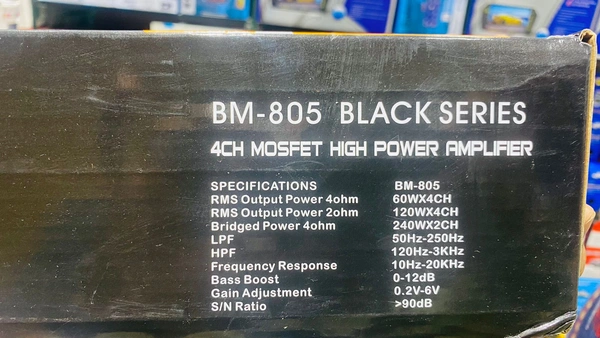 BM-805 BLACK SERIES
4CH MOSFET HIGH POWER AMPLIFIER
SPECIFICATIONS BM-805
RMS Output Power 4ohm 60WX4CH
RMS Output Power 2ohm 120WX4CH
Bridged Power 4ohm 240WX2CH
LPF 50Hz-250Hz
HPF 120Hz-3KHz
Frequency Response 10Hz-20KHz
Bass Boost 0-12dB
Gain Adjustment 0.2V-6V
S/N Ratio >90dB